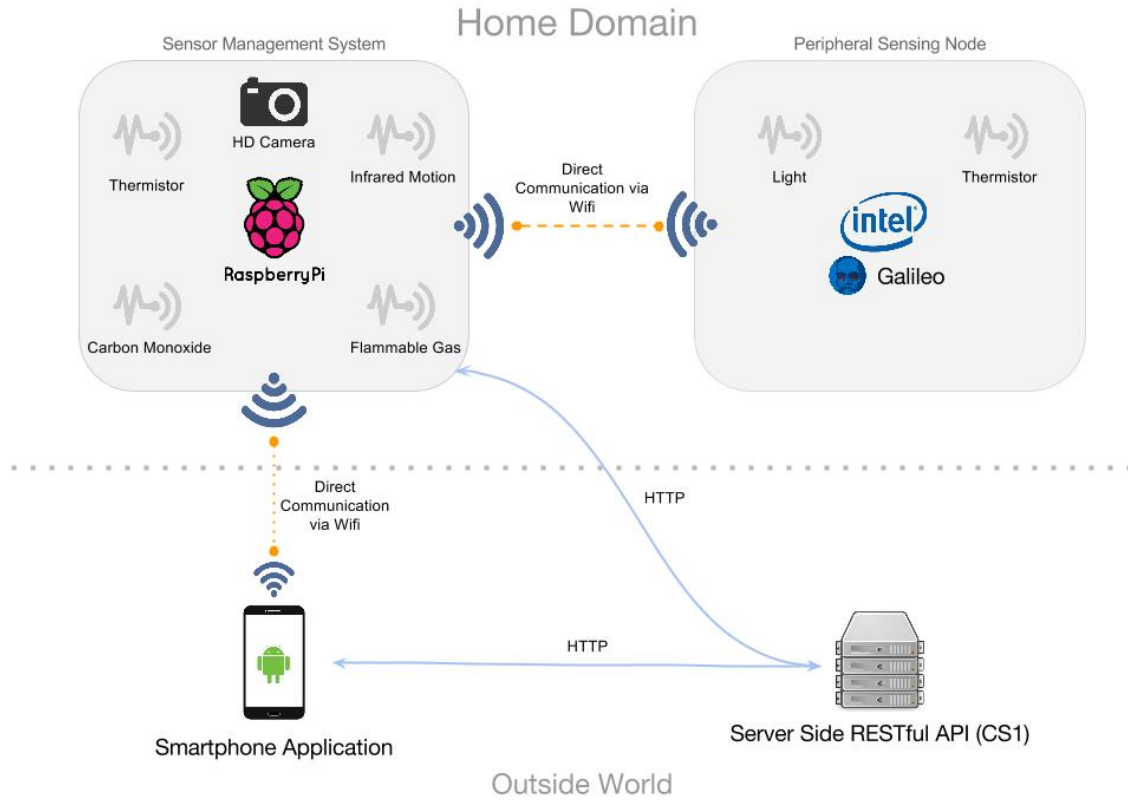 Home Domain
Sensor Management System
Peripheral Sensing Node
HD Camera
Thermistor
Infrared Motion
RaspberryPi
Carbon Monoxide
Flammable Gas
Direct
Communication via
Wifi
Light
Thermistor
intel
Galileo
Direct
Communication
via Wifi
HTTP
HTTP
Smartphone Application
Server Side RESTful API (CS1)
Outside World